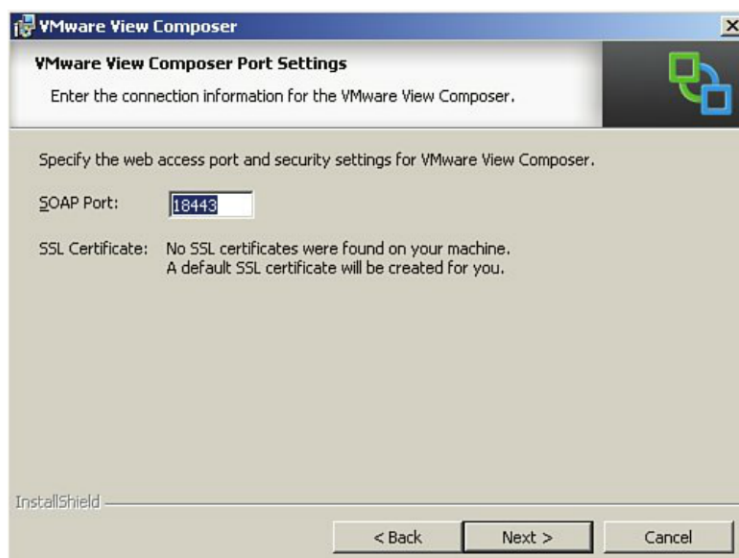 VMware View Composer
VMware View Composer Port Settings
Enter the connection information for the VMware View Composer.
Specify the web access port and security settings for VMware View Composer.
SOAP Port: 18443
SSL Certificate: No SSL certificates were found on your machine.
A default SSL certificate will be created for you.
InstallShield
< Back Next > Cancel